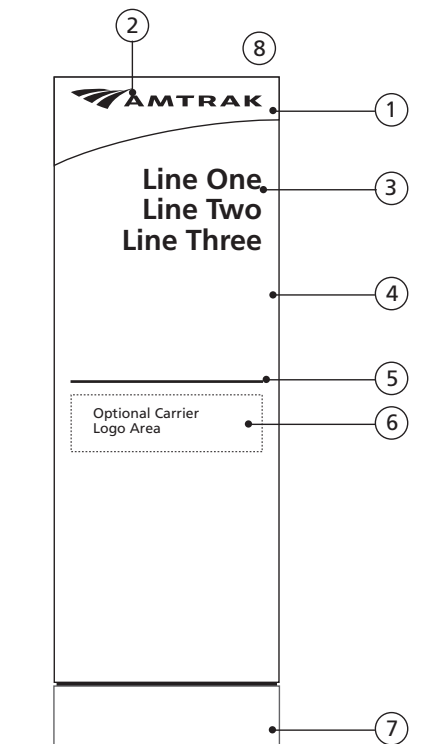 2
8
AMTRAK
1
Line One
3
Line Two
Line Three
4
5
Optional Carrier
Logo Area
6
7